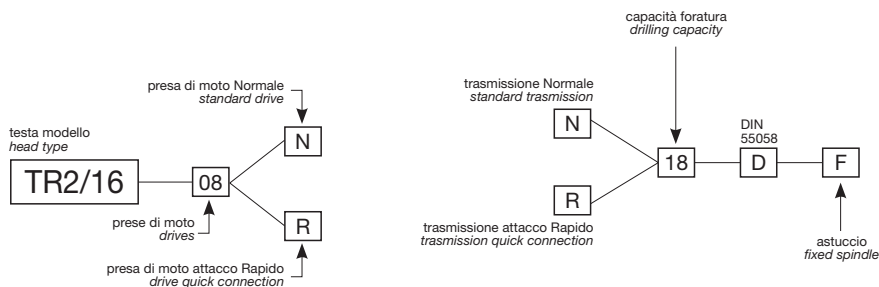 presa di moto Normale
standard drive
N
testa modello
head type
TR2/16
08
prese di moto
drives
R
presa di moto attacco Rapido
drive quick connection
capacità foratura
drilling capacity
trasmissione Normale
standard trasmission
N
18
DIN
55058
D
F
R
trasmissione attacco Rapido
trasmission quick connection
astuccio
fixed spindle